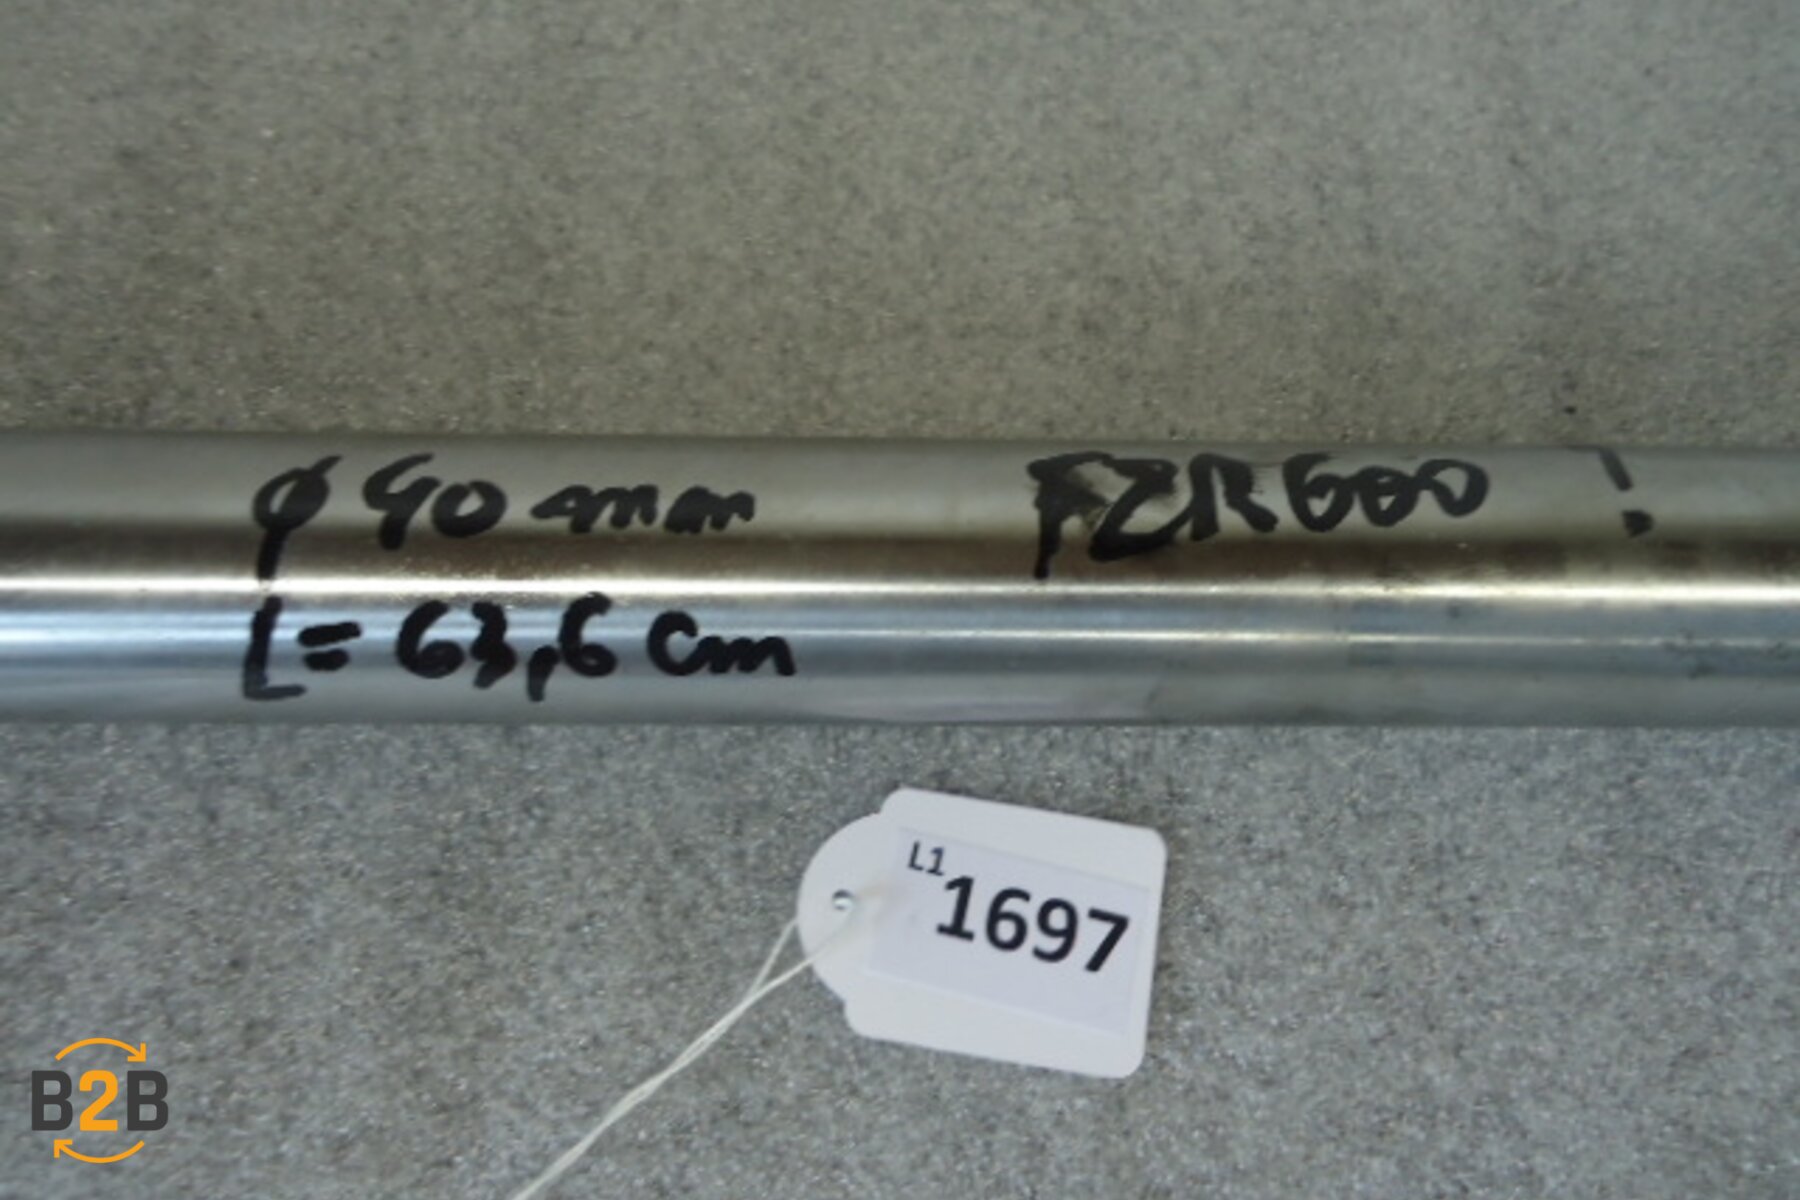 ϕ 40 mm
FZR600 !
L= 63,6 cm
L1
1697
B2B